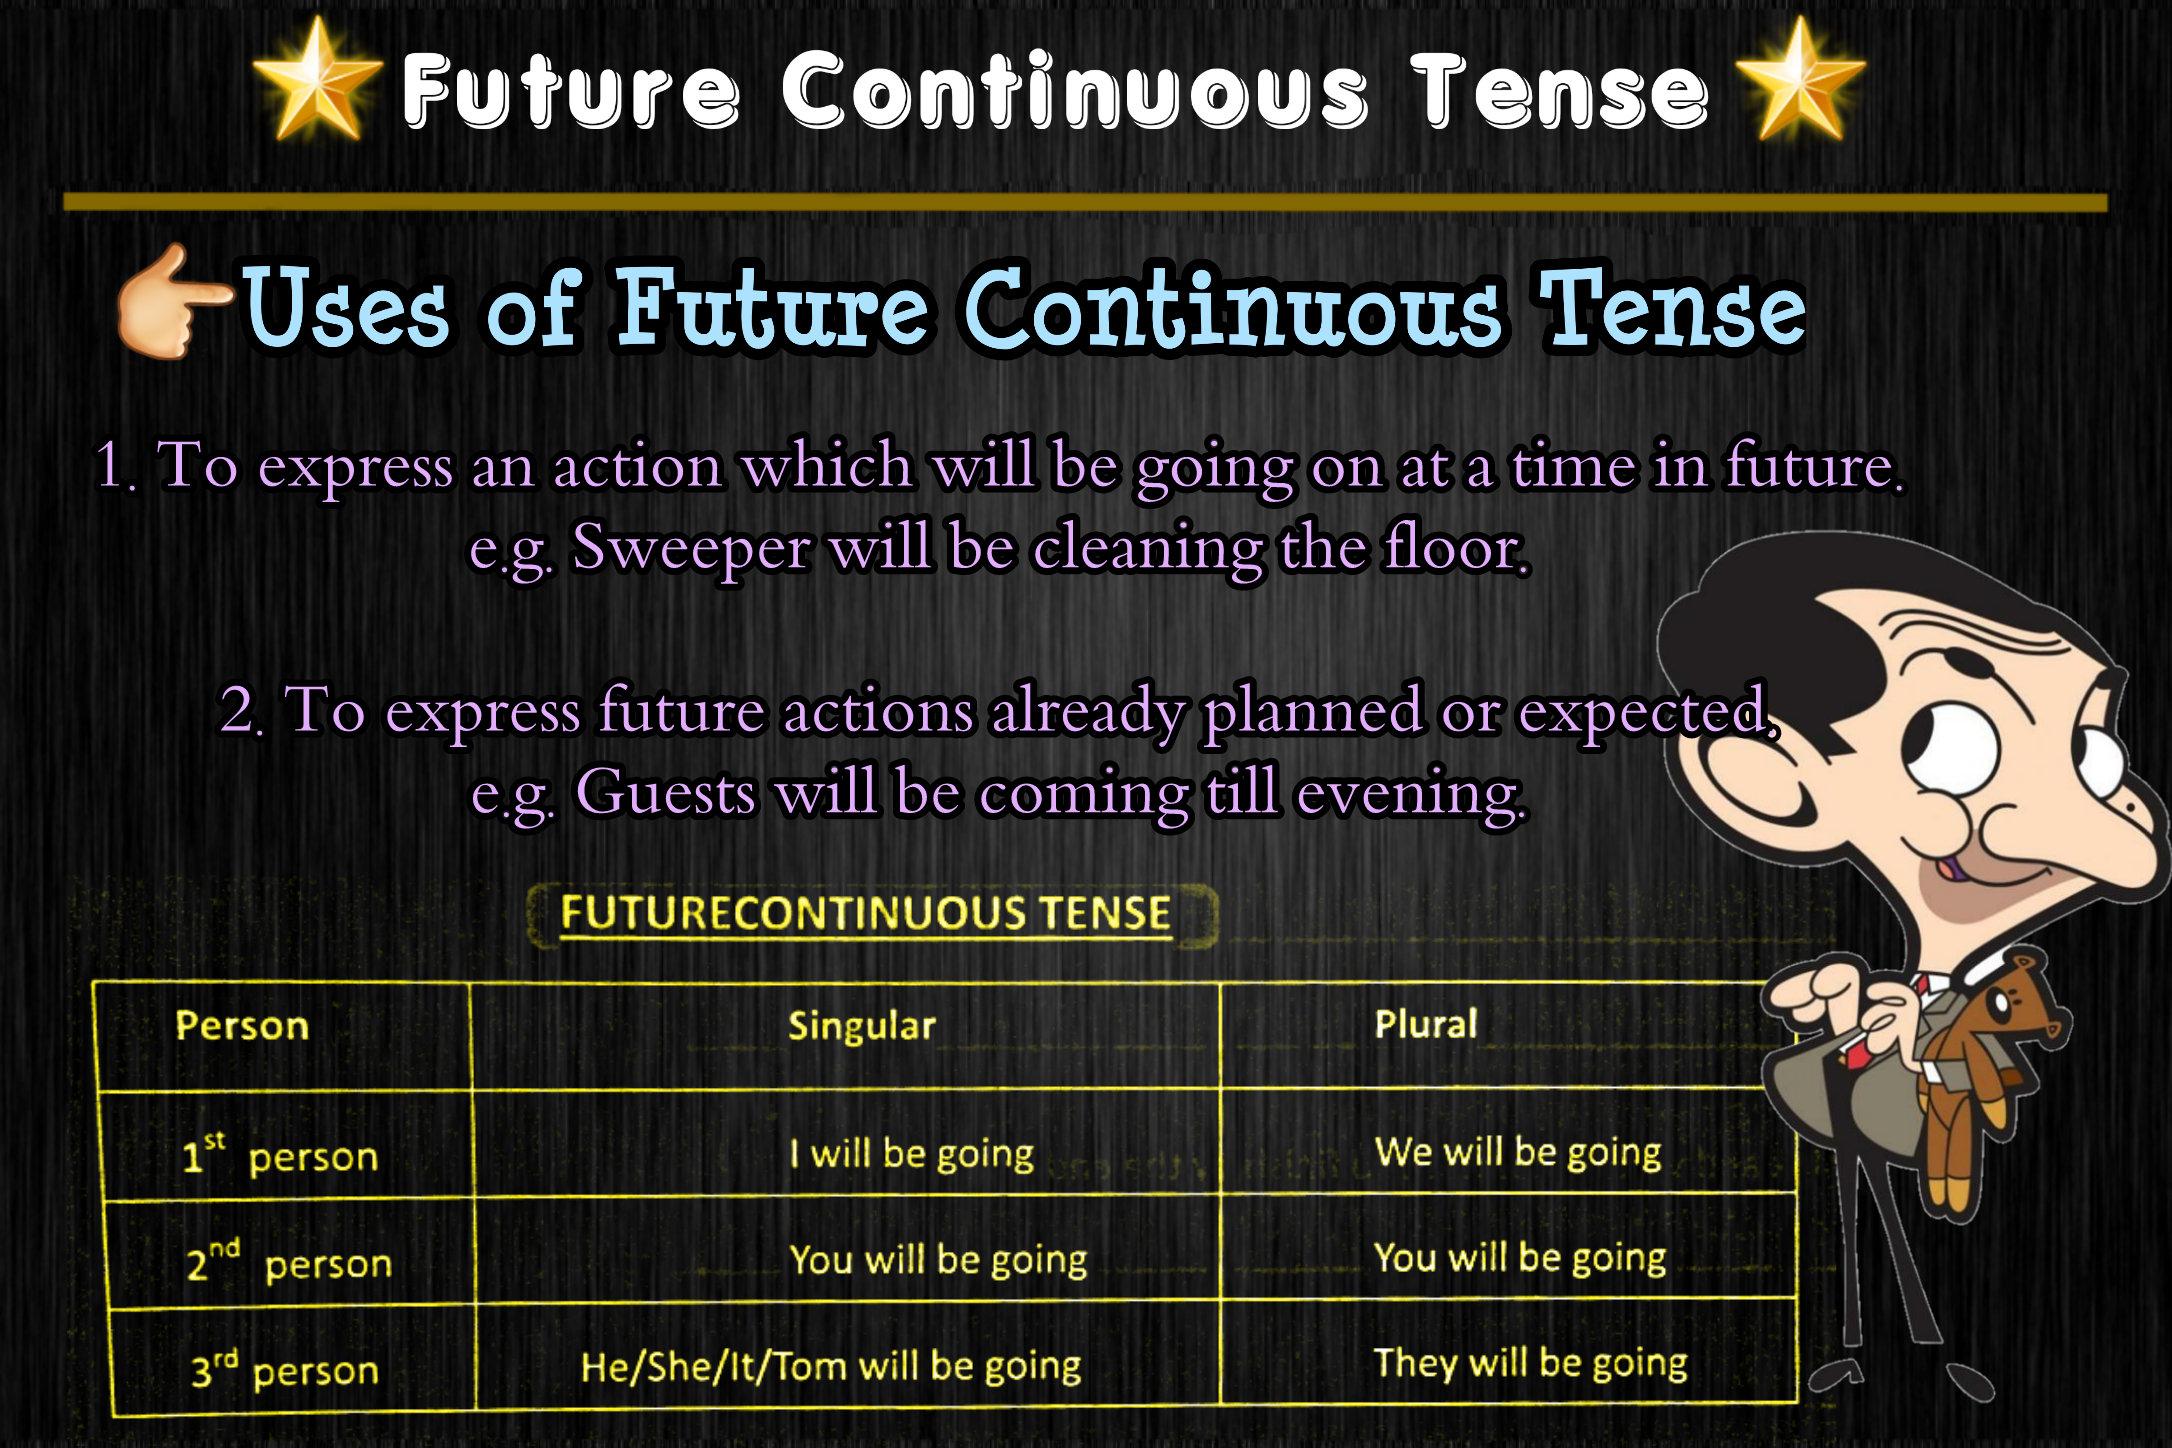 Future Continuous Tense
Uses of Future Continuous Tense
1. To express an action which will be going on at a time in future.
e.g. Sweeper will be cleaning the floor.
2. To express future actions already planned or expected,
e.g. Guests will be coming till evening.
FUTURECONTINUOUS TENSE
Person Singular Plural
1st person I will be going We will be going
2nd person You will be going You will be going
3rd person He/She/It/Tom will be going They will be going